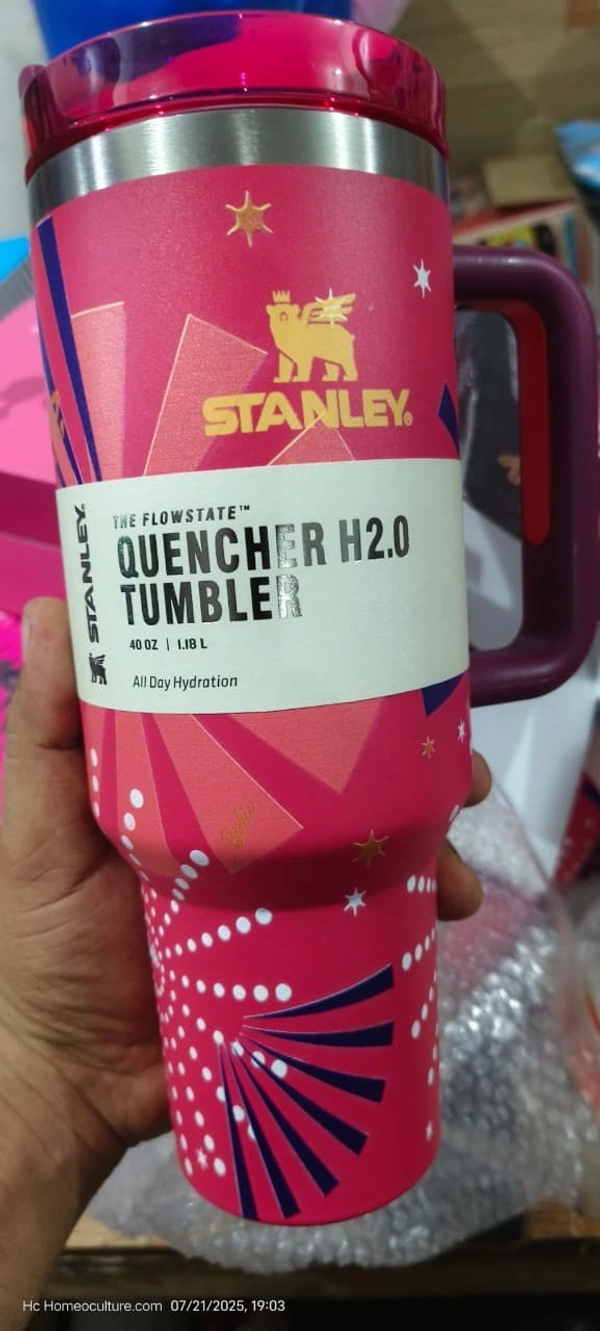 STANLEY®
STANLEY®
THE FLOWSTATE™
QUENCHER H2.0
TUMBLER
40 OZ | 1.18 L
All Day Hydration
Hc Homeoculture.com 07/21/2025, 19:03